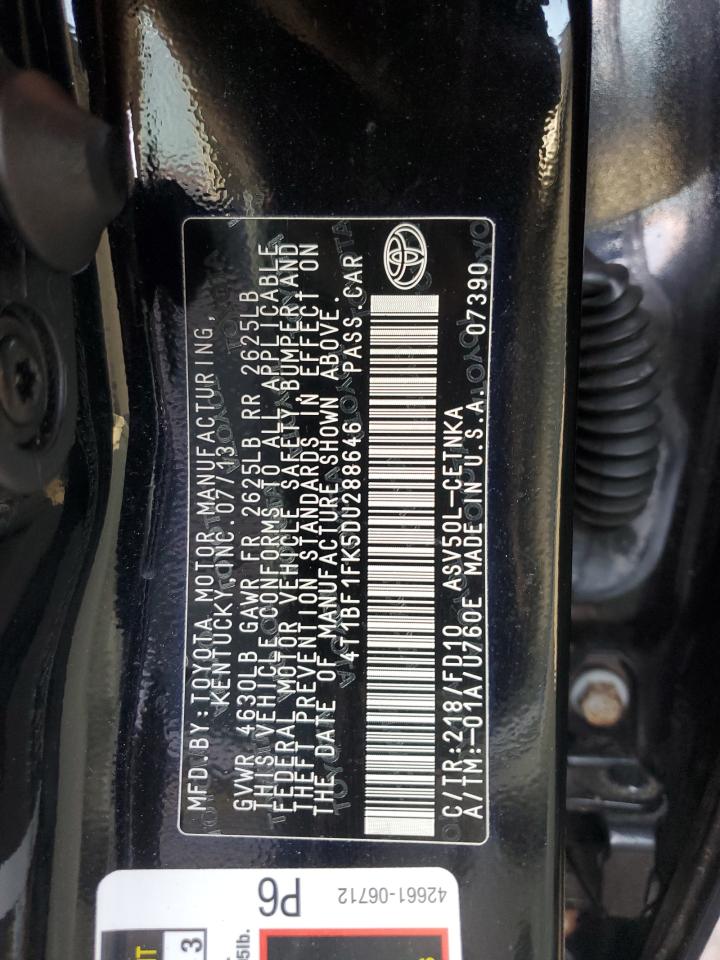 MFD.BY:TOYOTA MOTOR MANUFACTURING,
KENTUCKY,INC.07/13
GVWR 4630LB GAWR FR 2625LB RR 2625LB
THIS VEHICLE CONFORMS TO ALL APPLICABLE
FEDERAL MOTOR VEHICLE SAFETY,BUMPER,AND
THEFT PREVENTION STANDARDS IN EFFECT ON
THE DATE OF MANUFACTURE SHOWN ABOVE.
4T1BF1FK5DU288646 PASS.CAR
C/TR:218/FD10 ASV50L-CETNKA
A/TM:-01A/U760E MADE IN U.S.A. 07390
P6
42661-06712
3
5lb.